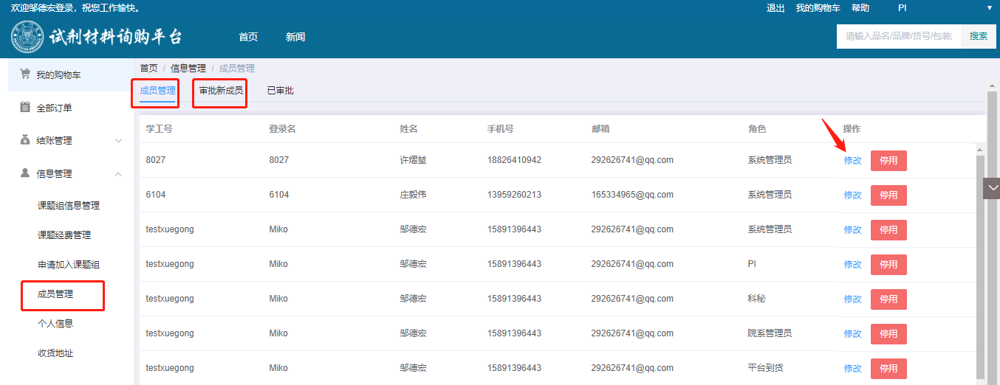 欢迎邹德宏登录，祝您工作愉快。 退出 我的购物车 帮助 PI
试剂材料询购平台 首页 新闻 请输入品名/品牌/货号/包装 搜索
我的购物车
全部订单
结账管理
信息管理
课题组信息管理
课题经费管理
申请加入课题组
成员管理
个人信息
收货地址
首页 / 信息管理 / 成员管理
成员管理 审批新成员 已审批
学工号 登录名 姓名 手机号 邮箱 角色 操作
8027 8027 许熠堃 18826410942 292626741@qq.com 系统管理员 修改 停用
6104 6104 庄毅伟 13959260213 165334965@qq.com 系统管理员 修改 停用
testxuegong Miko 邹德宏 15891396443 292626741@qq.com 系统管理员 修改 停用
testxuegong Miko 邹德宏 15891396443 292626741@qq.com PI 修改 停用
testxuegong Miko 邹德宏 15891396443 292626741@qq.com 科秘 修改 停用
testxuegong Miko 邹德宏 15891396443 292626741@qq.com 院系管理员 修改 停用
testxuegong Miko 邹德宏 15891396443 292626741@qq.com 平台到货 修改 停用